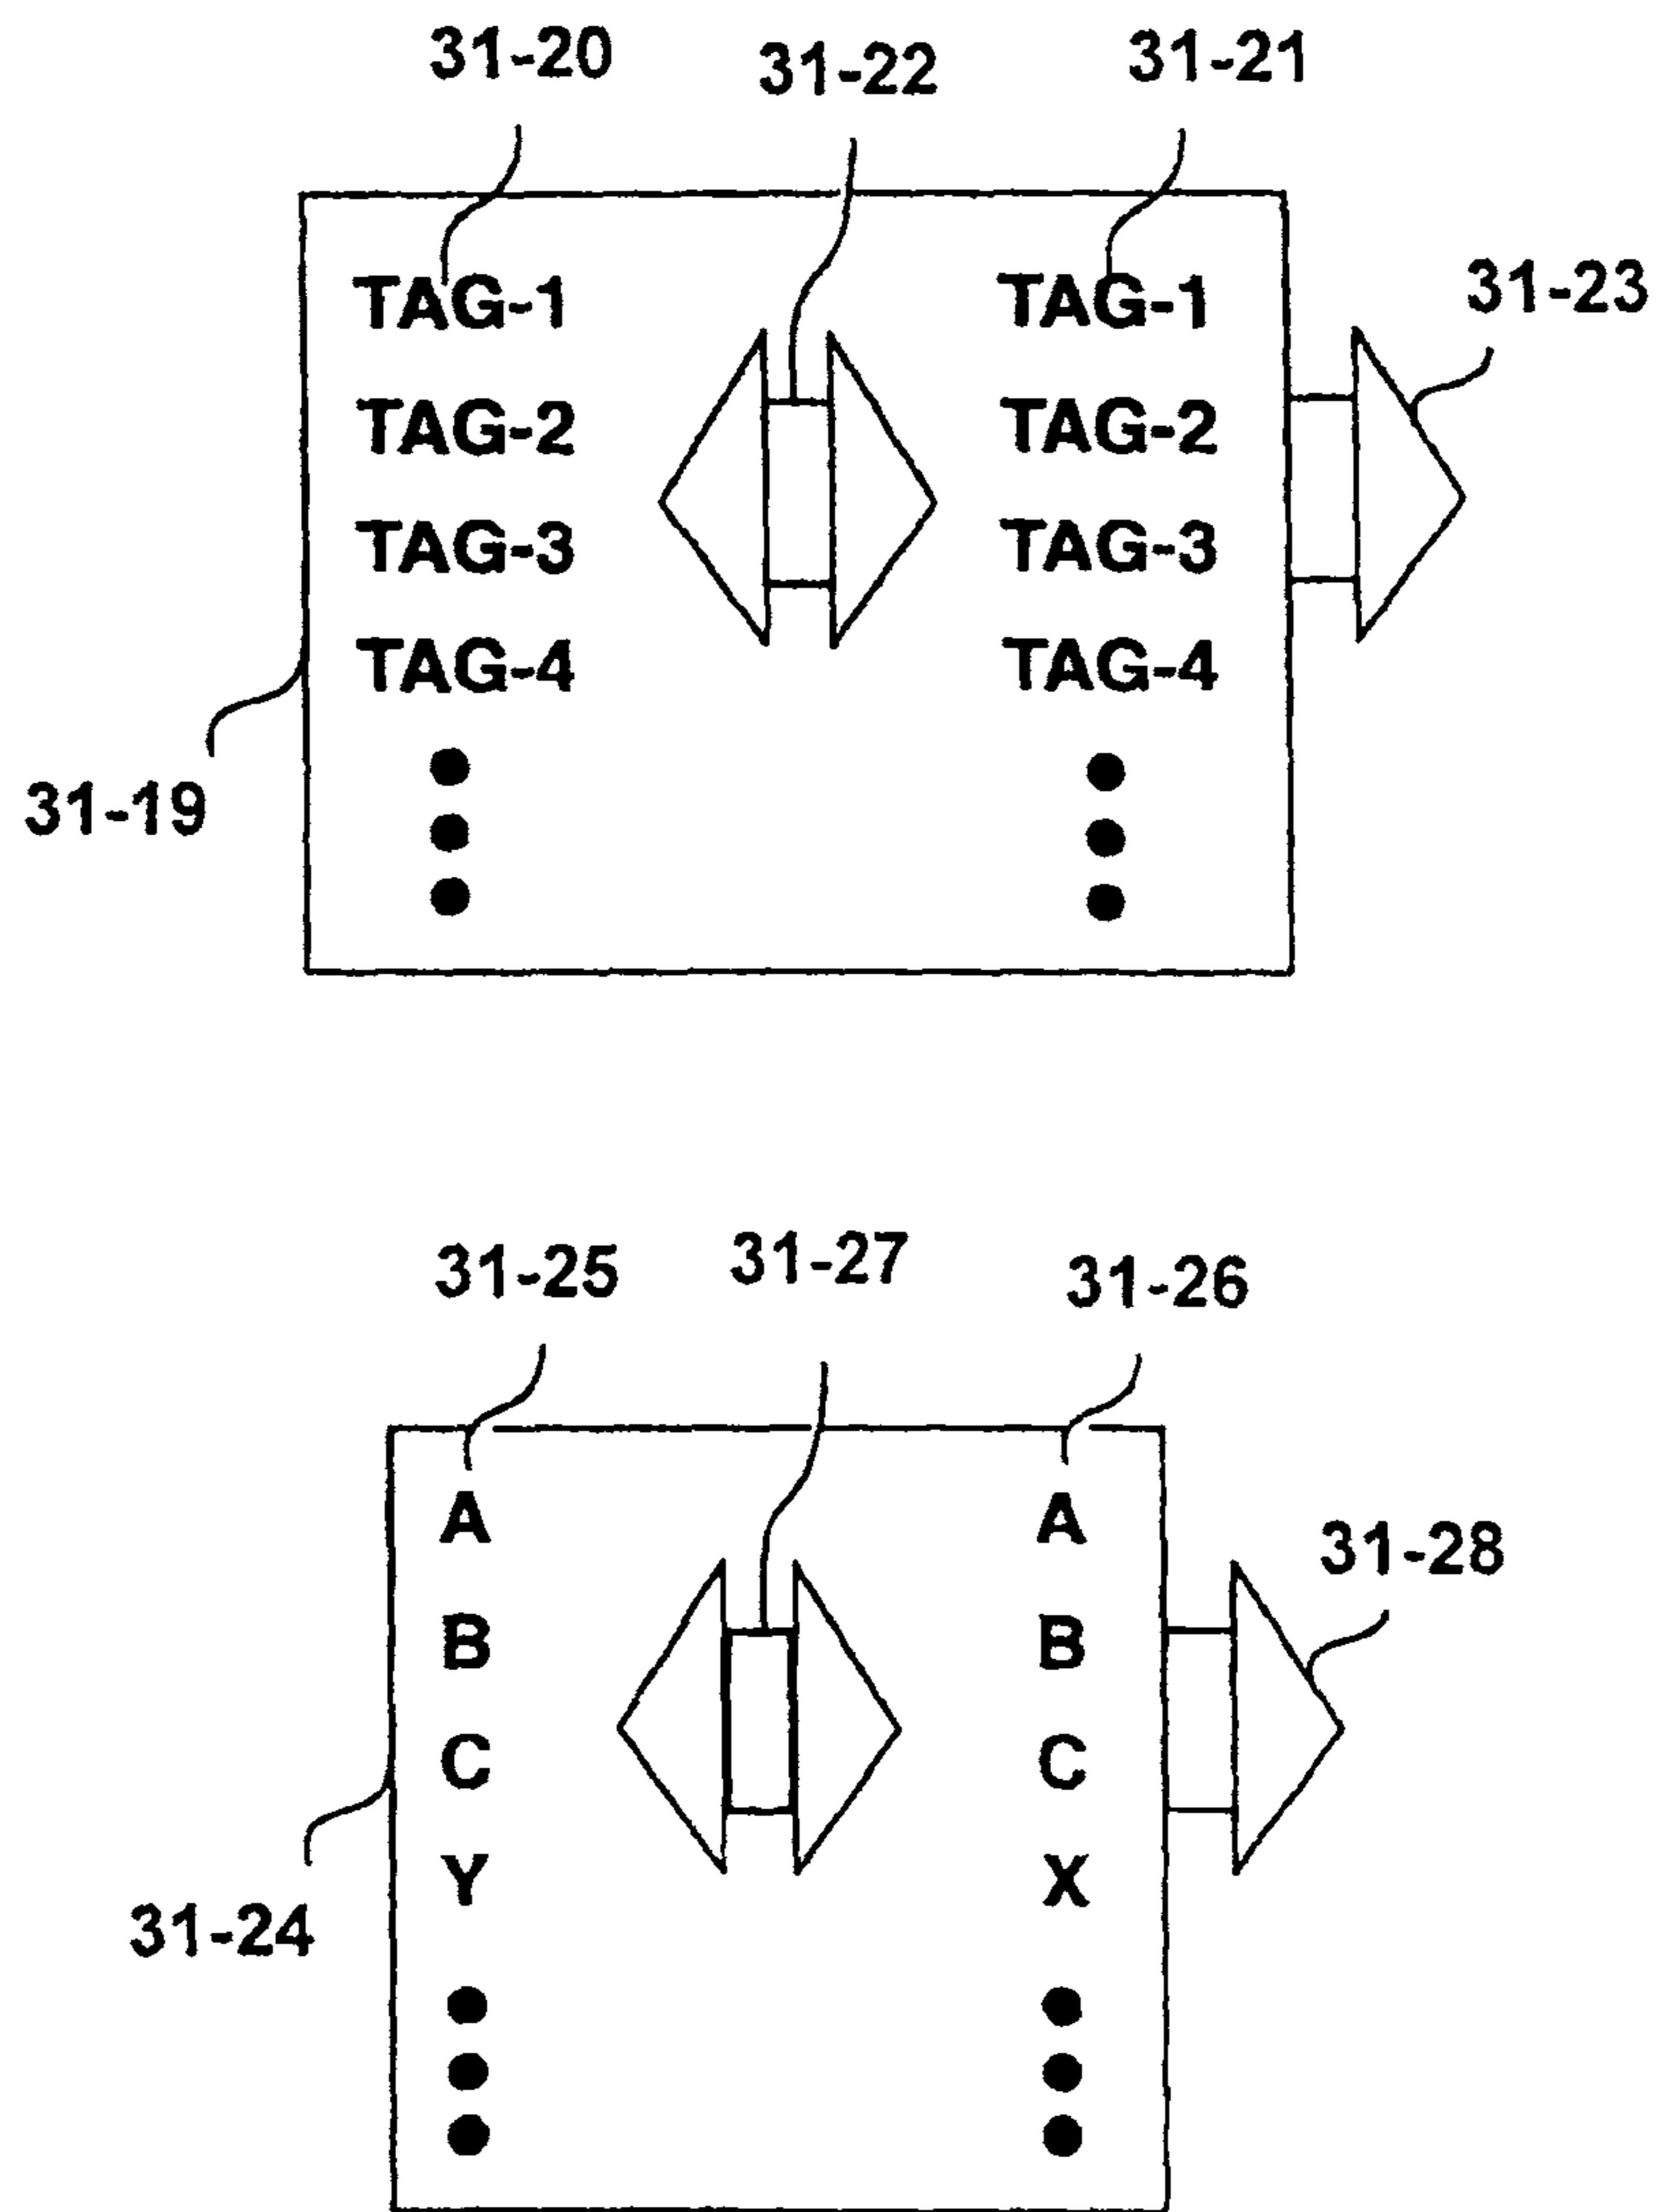 31-20 31-22 31-21
31-23
TAG-1 TAG-1
TAG-2 TAG-2
TAG-3 TAG-3
TAG-4 TAG-4
31-19
31-25 31-27 31-26
A A
31-28
B B
C C
Y X
31-24